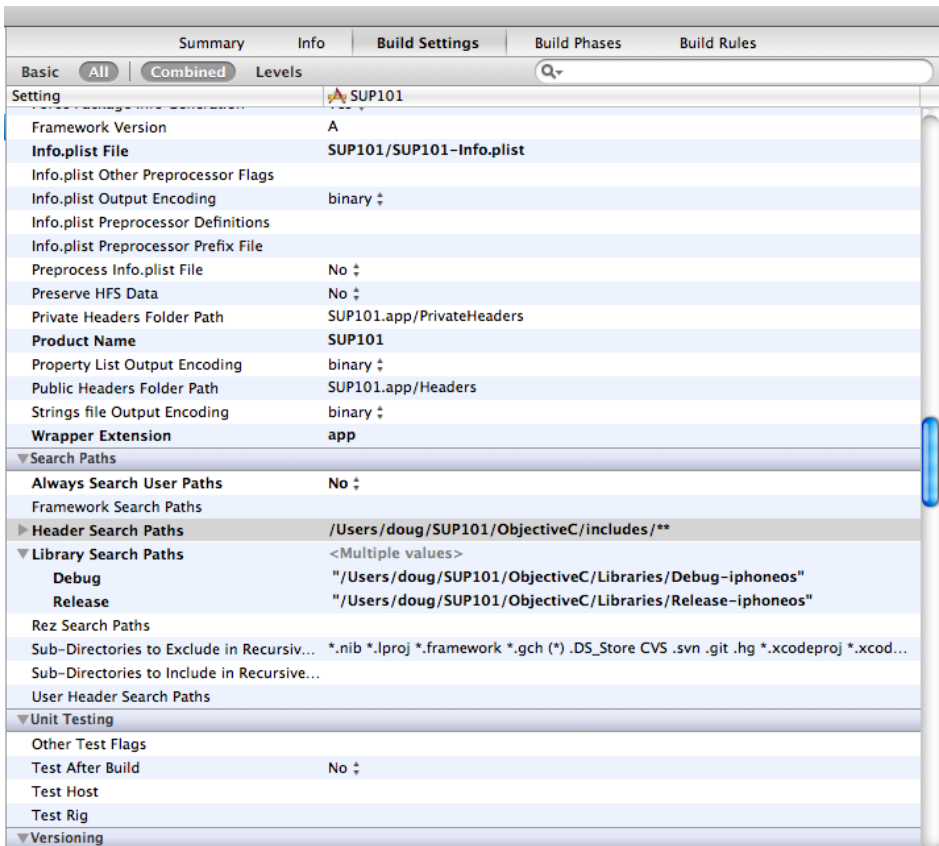 Summary Info Build Settings Build Phases Build Rules
Basic All Combined Levels
Setting SUP101
Framework Version A
Info.plist File SUP101/SUP101-Info.plist
Info.plist Other Preprocessor Flags
Info.plist Output Encoding binary
Info.plist Preprocessor Definitions
Info.plist Preprocessor Prefix File
Preprocess Info.plist File No
Preserve HFS Data No
Private Headers Folder Path SUP101.app/PrivateHeaders
Product Name SUP101
Property List Output Encoding binary
Public Headers Folder Path SUP101.app/Headers
Strings file Output Encoding binary
Wrapper Extension app
Search Paths
Always Search User Paths No
Framework Search Paths
Header Search Paths /Users/doug/SUP101/ObjectiveC/includes/**
Library Search Paths <Multiple values>
Debug "/Users/doug/SUP101/ObjectiveC/Libraries/Debug-iphoneos"
Release "/Users/doug/SUP101/ObjectiveC/Libraries/Release-iphoneos"
Rez Search Paths
Sub-Directories to Exclude in Recursiv... *.nib *.lproj *.framework *.gch (*) .DS_Store CVS .svn .git .hg *.xcodeproj *.xcod...
Sub-Directories to Include in Recursive...
User Header Search Paths
Unit Testing
Other Test Flags
Test After Build No
Test Host
Test Rig
Versioning